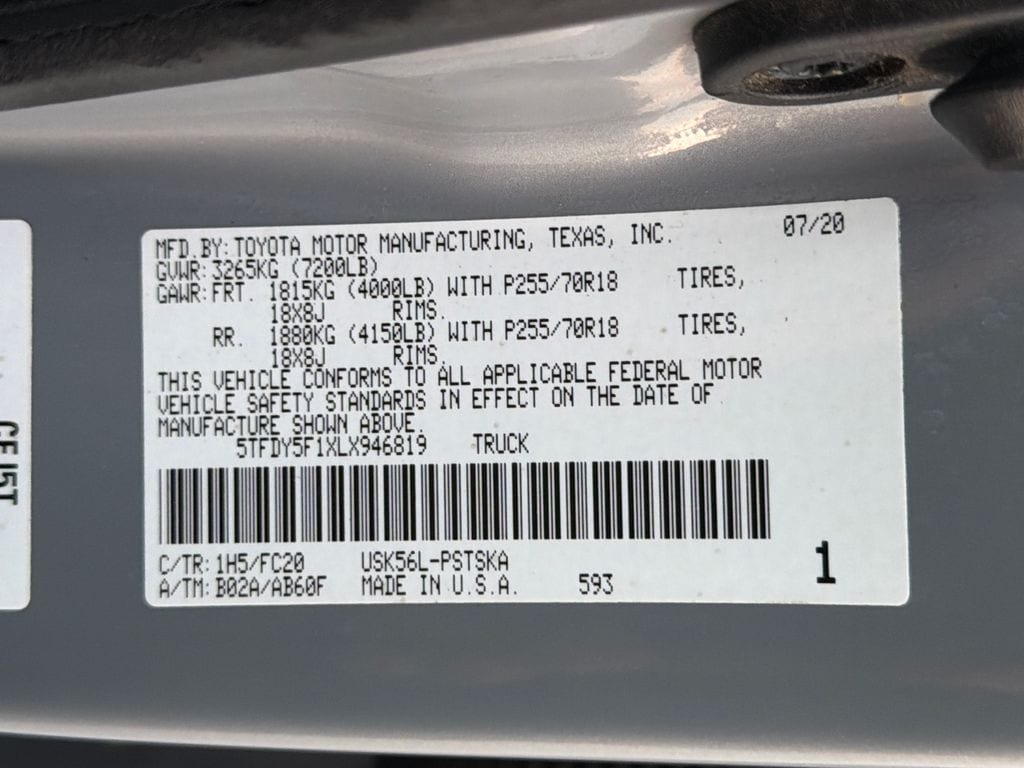 MFD.BY: TOYOTA MOTOR MANUFACTURING, TEXAS, INC. 07/20
GVWR: 3265KG (7200LB)
GAWR: FRT. 1815KG (4000LB) WITH P255/70R18 TIRES,
18X8J RIMS.
RR. 1880KG (4150LB) WITH P255/70R18 TIRES,
18X8J RIMS.
THIS VEHICLE CONFORMS TO ALL APPLICABLE FEDERAL MOTOR
VEHICLE SAFETY STANDARDS IN EFFECT ON THE DATE OF
MANUFACTURE SHOWN ABOVE.
5TFDY5F1XLX946819 TRUCK
C/TR: 1H5/FC20 USK56L-PSTSKA
A/TM: B02A/AB60F MADE IN U.S.A. 593
1